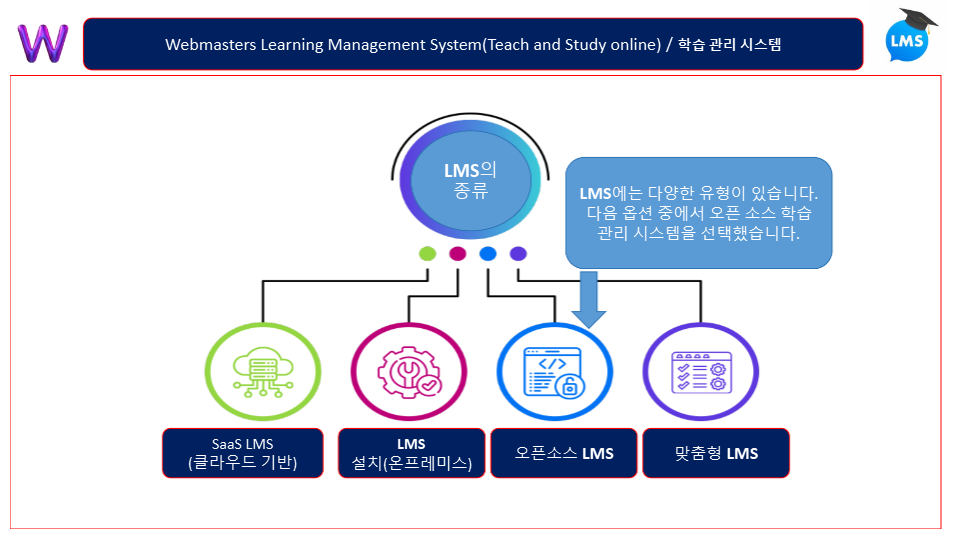 W
Webmasters Learning Management System(Teach and Study online) / 학습 관리 시스템
LMS
LMS의
종류
LMS에는 다양한 유형이 있습니다.
다음 옵션 중에서 오픈 소스 학습
관리 시스템을 선택했습니다.
SaaS LMS
(클라우드 기반)
LMS
설치(온프레미스)
오픈소스 LMS
맞춤형 LMS